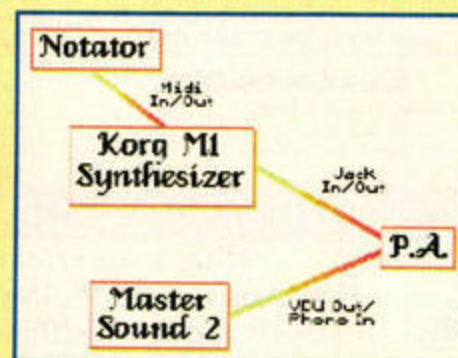 Notator
Midi
In/Out
Korg M1
Synthesizer
Jack
In/Out
P.A.
Master
Sound 2
VDU Out/
Phono In